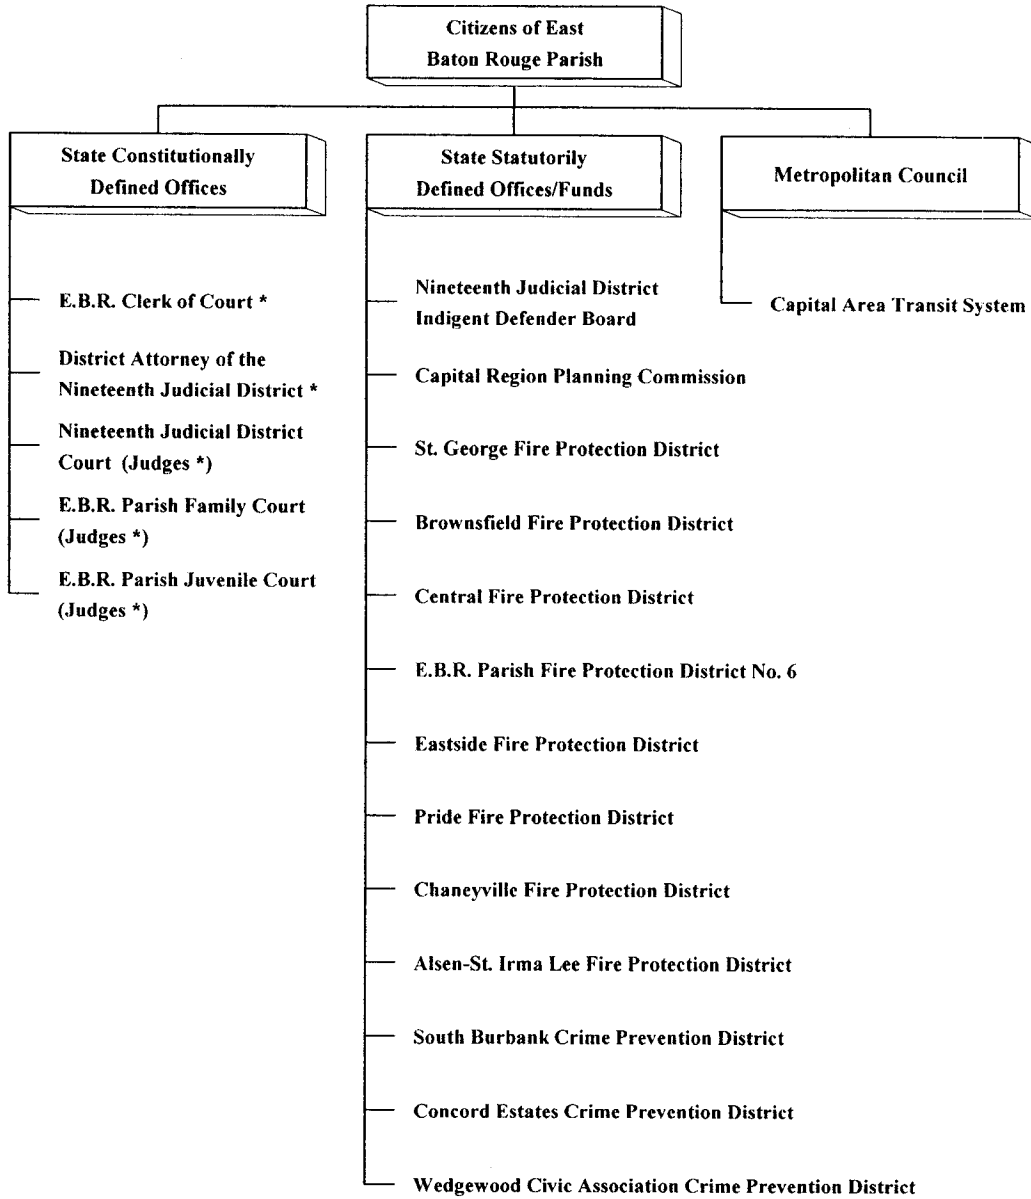 Citizens of East
Baton Rouge Parish
State Constitutionally
Defined Offices
E.B.R. Clerk of Court *
District Attorney of the
Nineteenth Judicial District *
Nineteenth Judicial District
Court (Judges *)
E.B.R. Parish Family Court
(Judges *)
E.B.R. Parish Juvenile Court
(Judges *)
State Statutorily
Defined Offices/Funds
Nineteenth Judicial District
Indigent Defender Board
Capital Region Planning Commission
St. George Fire Protection District
Brownsfield Fire Protection District
Central Fire Protection District
E.B.R. Parish Fire Protection District No. 6
Eastside Fire Protection District
Pride Fire Protection District
Chaneyville Fire Protection District
Alsen-St. Irma Lee Fire Protection District
South Burbank Crime Prevention District
Concord Estates Crime Prevention District
Wedgewood Civic Association Crime Prevention District
Metropolitan Council
Capital Area Transit System